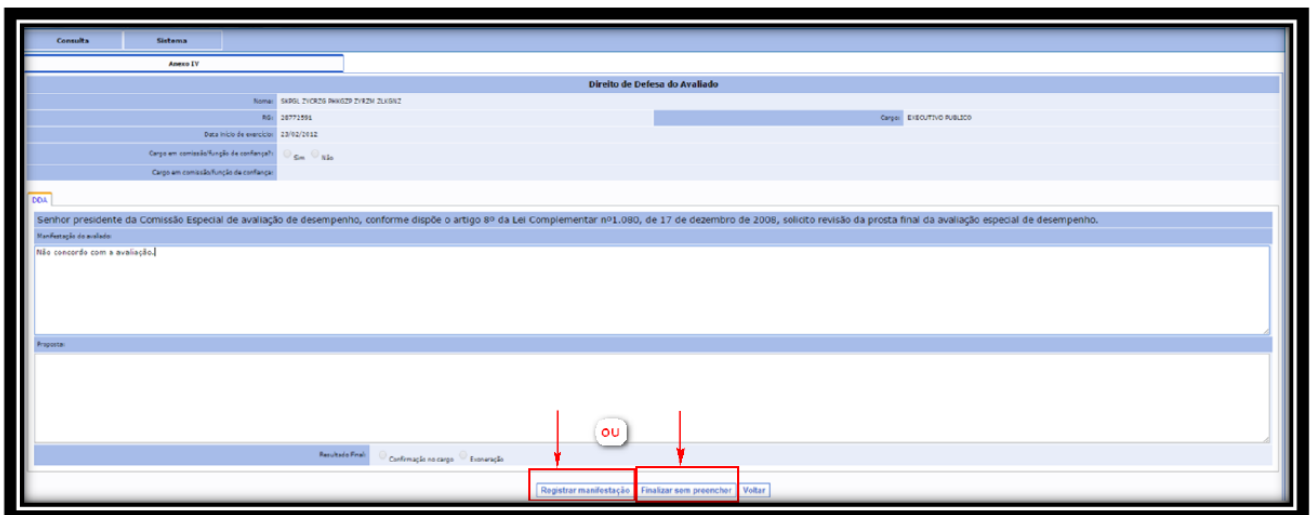 Consulta Sistema
Anexo IV
Direito de Defesa do Avaliado
Nome:
RG: 28771591 Cargo: EXECUTIVO PUBLICO
Data início de exercício: 23/02/2012
Cargo em comissão/função de confiança?: Sim Não
Cargo em comissão/função de confiança:
DDA
Senhor presidente da Comissão Especial de avaliação de desempenho, conforme dispõe o artigo 8º da Lei Complementar nº1.080, de 17 de dezembro de 2008, solicito revisão da prosta final da avaliação especial de desempenho.
Manifestação do avaliado:
Não concordo com a avaliação.
Proposta:
OU
Resultado Final: Confirmação no cargo Exoneração
Registrar manifestação Finalizar sem preencher Voltar